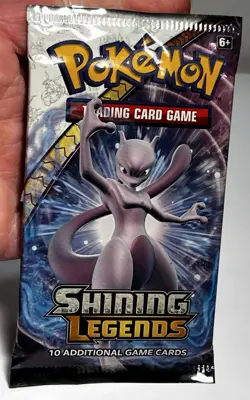 POKéMON
6+
TRADING CARD GAME
SHINING
LEGENDS
10 ADDITIONAL GAME CARDS